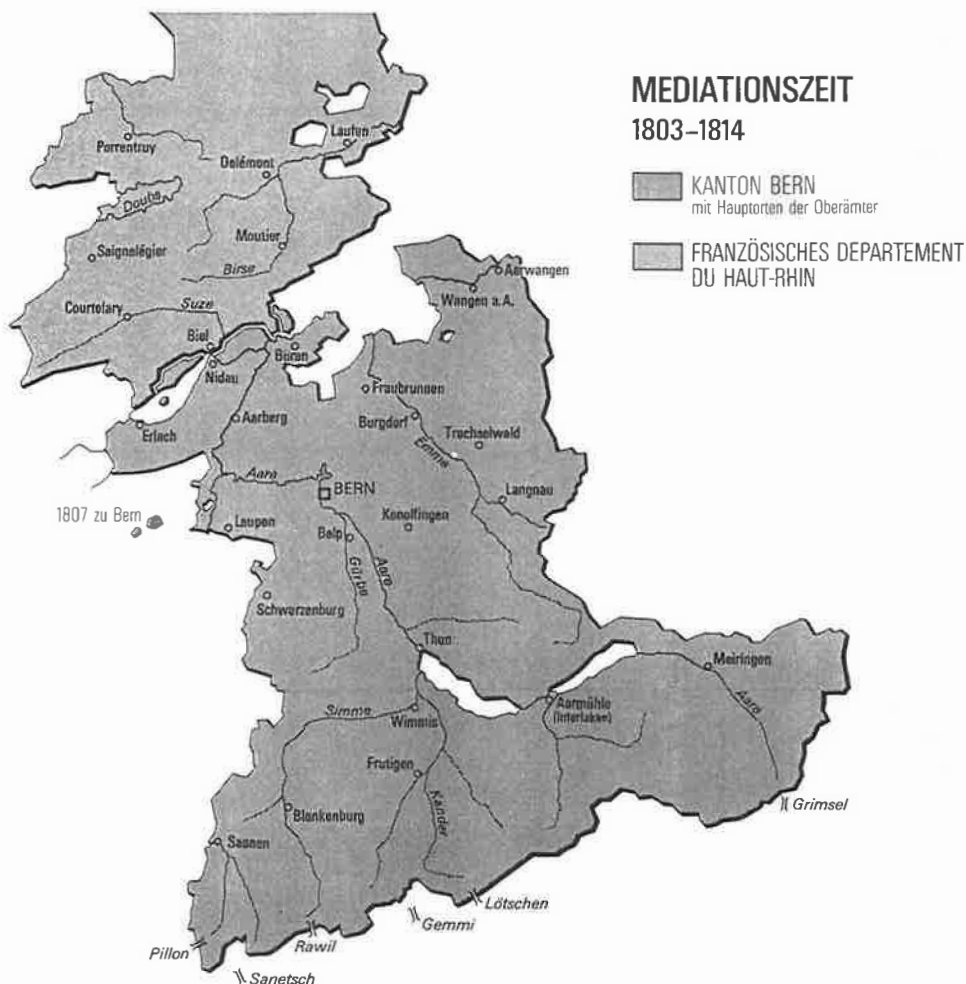 MEDIATIONSZEIT
1803–1814
KANTON BERN
mit Hauptorten der Oberämter
FRANZÖSISCHES DEPARTEMENT
DU HAUT-RHIN
Porrentruy
Laufen
Delémont
Doubs
Saignelégier
Moutier
Birse
Courtelary
Suze
Biel
Büren
Nidau
Aarwangen
Wangen a.A.
Erlach
Aarberg
Fraubrunnen
Burgdorf
Trachselwald
Emme
Aare
BERN
Langnau
1807 zu Bern
Laupen
Belp
Konolfingen
Gürbe
Aare
Schwarzenburg
Thun
Meiringen
Aare
Simme
Wimmis
Aarmühle
(Interlaken)
Frutigen
Kander
Grimsel
Blankenburg
Saanen
Lötschen
Gemmi
Rawil
Pillon
Sanetsch